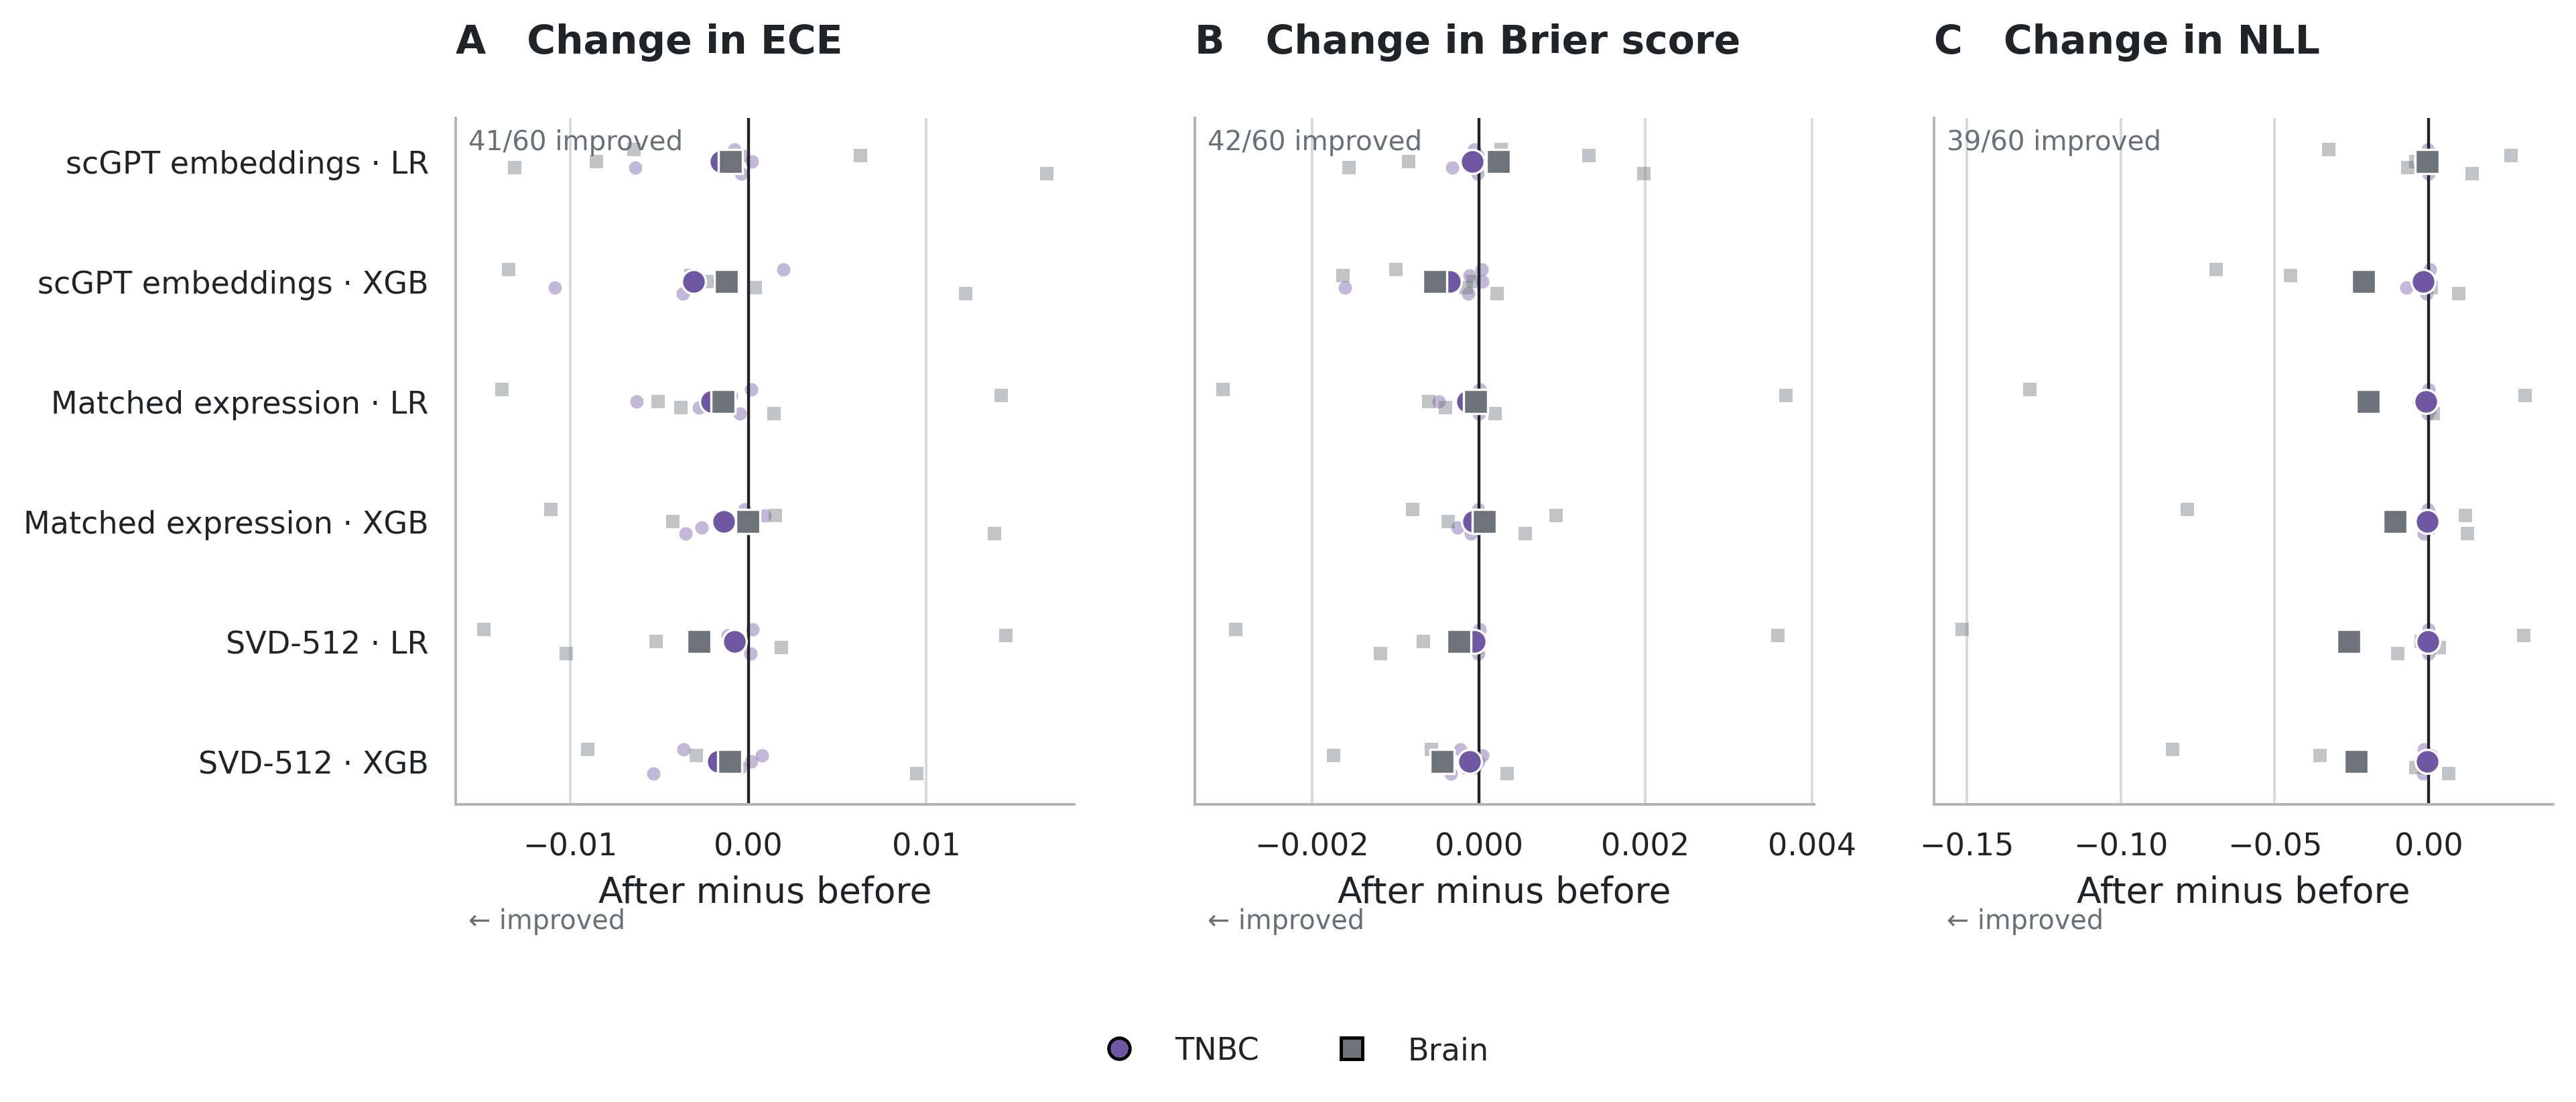 A Change in ECE
B Change in Brier score
C Change in NLL
41/60 improved
42/60 improved
39/60 improved
scGPT embeddings · LR
scGPT embeddings · XGB
Matched expression · LR
Matched expression · XGB
SVD-512 · LR
SVD-512 · XGB
−0.01 0.00 0.01
−0.002 0.000 0.002 0.004
−0.15 −0.10 −0.05 0.00
After minus before
After minus before
After minus before
← improved
← improved
← improved
TNBC
Brain